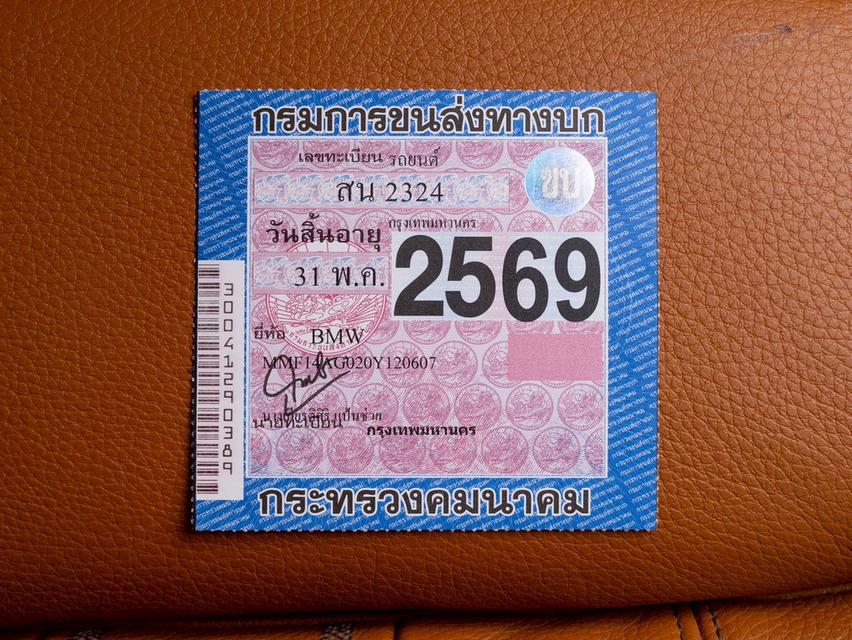 กรมการขนส่งทางบก
เลขทะเบียน รถยนต์
ขบ
สน 2324
กรุงเทพมหานคร
วันสิ้นอายุ
31 พ.ค.
2569
ยี่ห้อ BMW
G020Y120607
นายทะเบียน
กรุงเทพมหานคร
กระทรวงคมนาคม
30041290389